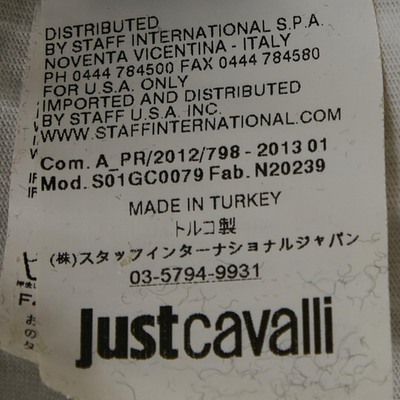 DISTRIBUTED
BY STAFF INTERNATIONAL S.P.A.
NOVENTA VICENTINA - ITALY
PH 0444 784500 FAX 0444 784580
FOR U.S.A. ONLY
IMPORTED AND DISTRIBUTED
BY STAFF U.S.A. INC.
WWW.STAFFINTERNATIONAL.COM
Com. A_PR/2012/798 - 2013 01
Mod. S01GC0079 Fab. N20239
MADE IN TURKEY
トルコ製
(株)スタッフインターナショナルジャパン
03-5794-9931
justcavalli